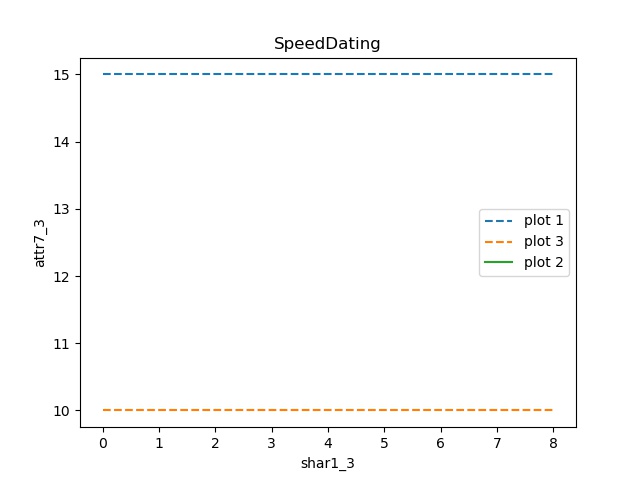 SpeedDating
15
14
13
12
11
10
attr7_3
plot 1
plot 3
plot 2
0 1 2 3 4 5 6 7 8
shar1_3